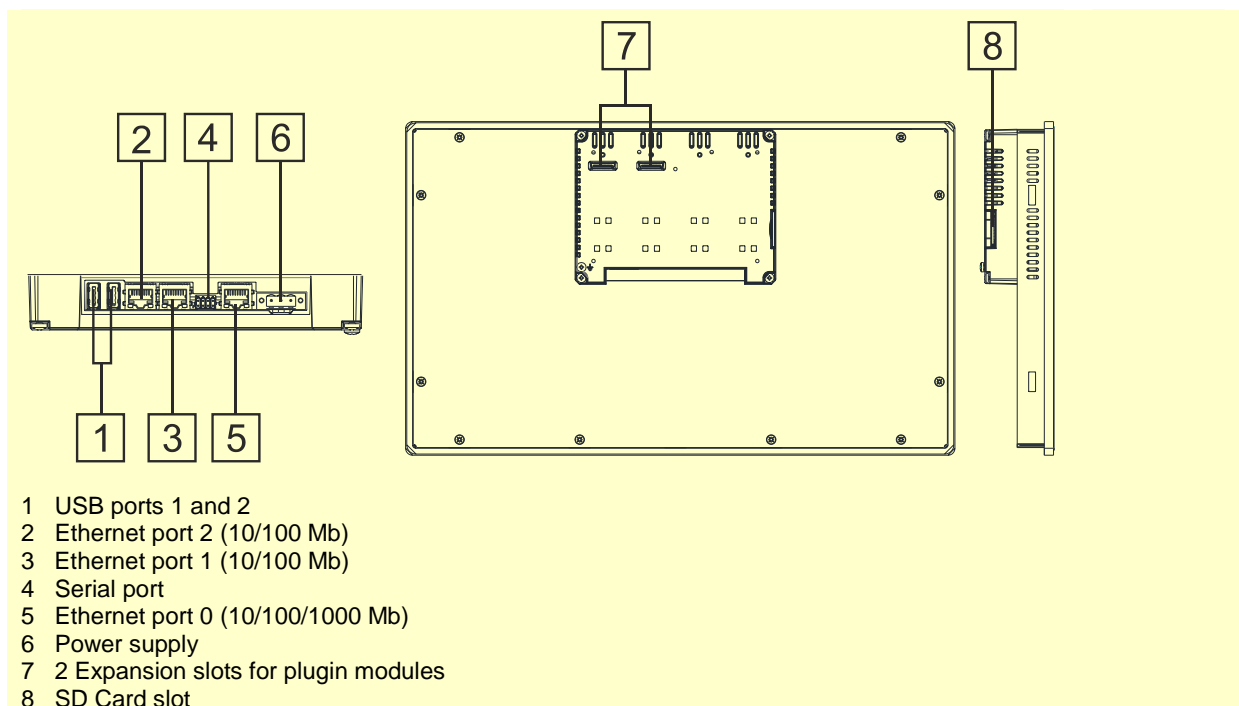 7 8
2 4 6
1 3 5
1 USB ports 1 and 2
2 Ethernet port 2 (10/100 Mb)
3 Ethernet port 1 (10/100 Mb)
4 Serial port
5 Ethernet port 0 (10/100/1000 Mb)
6 Power supply
7 2 Expansion slots for plugin modules
8 SD Card slot